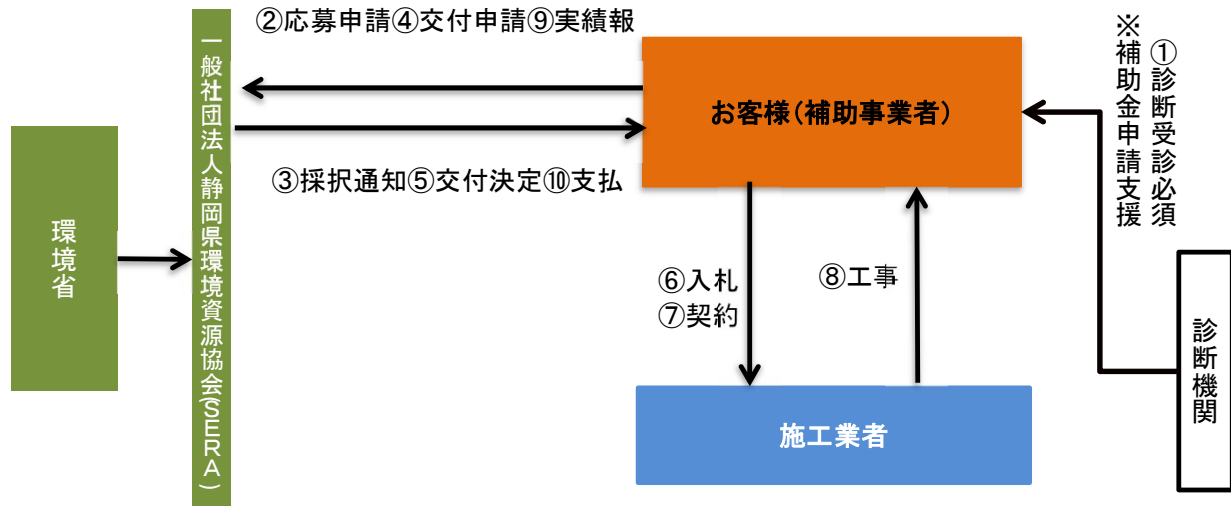 ②応募申請④交付申請⑨実績報
環境省
一般社団法人静岡県環境資源協会(SERA)
お客様(補助事業者)
①診断受診必須
※補助金申請支援
③採択通知⑤交付決定⑩支払
⑥入札
⑦契約
⑧工事
施工業者
診断機関